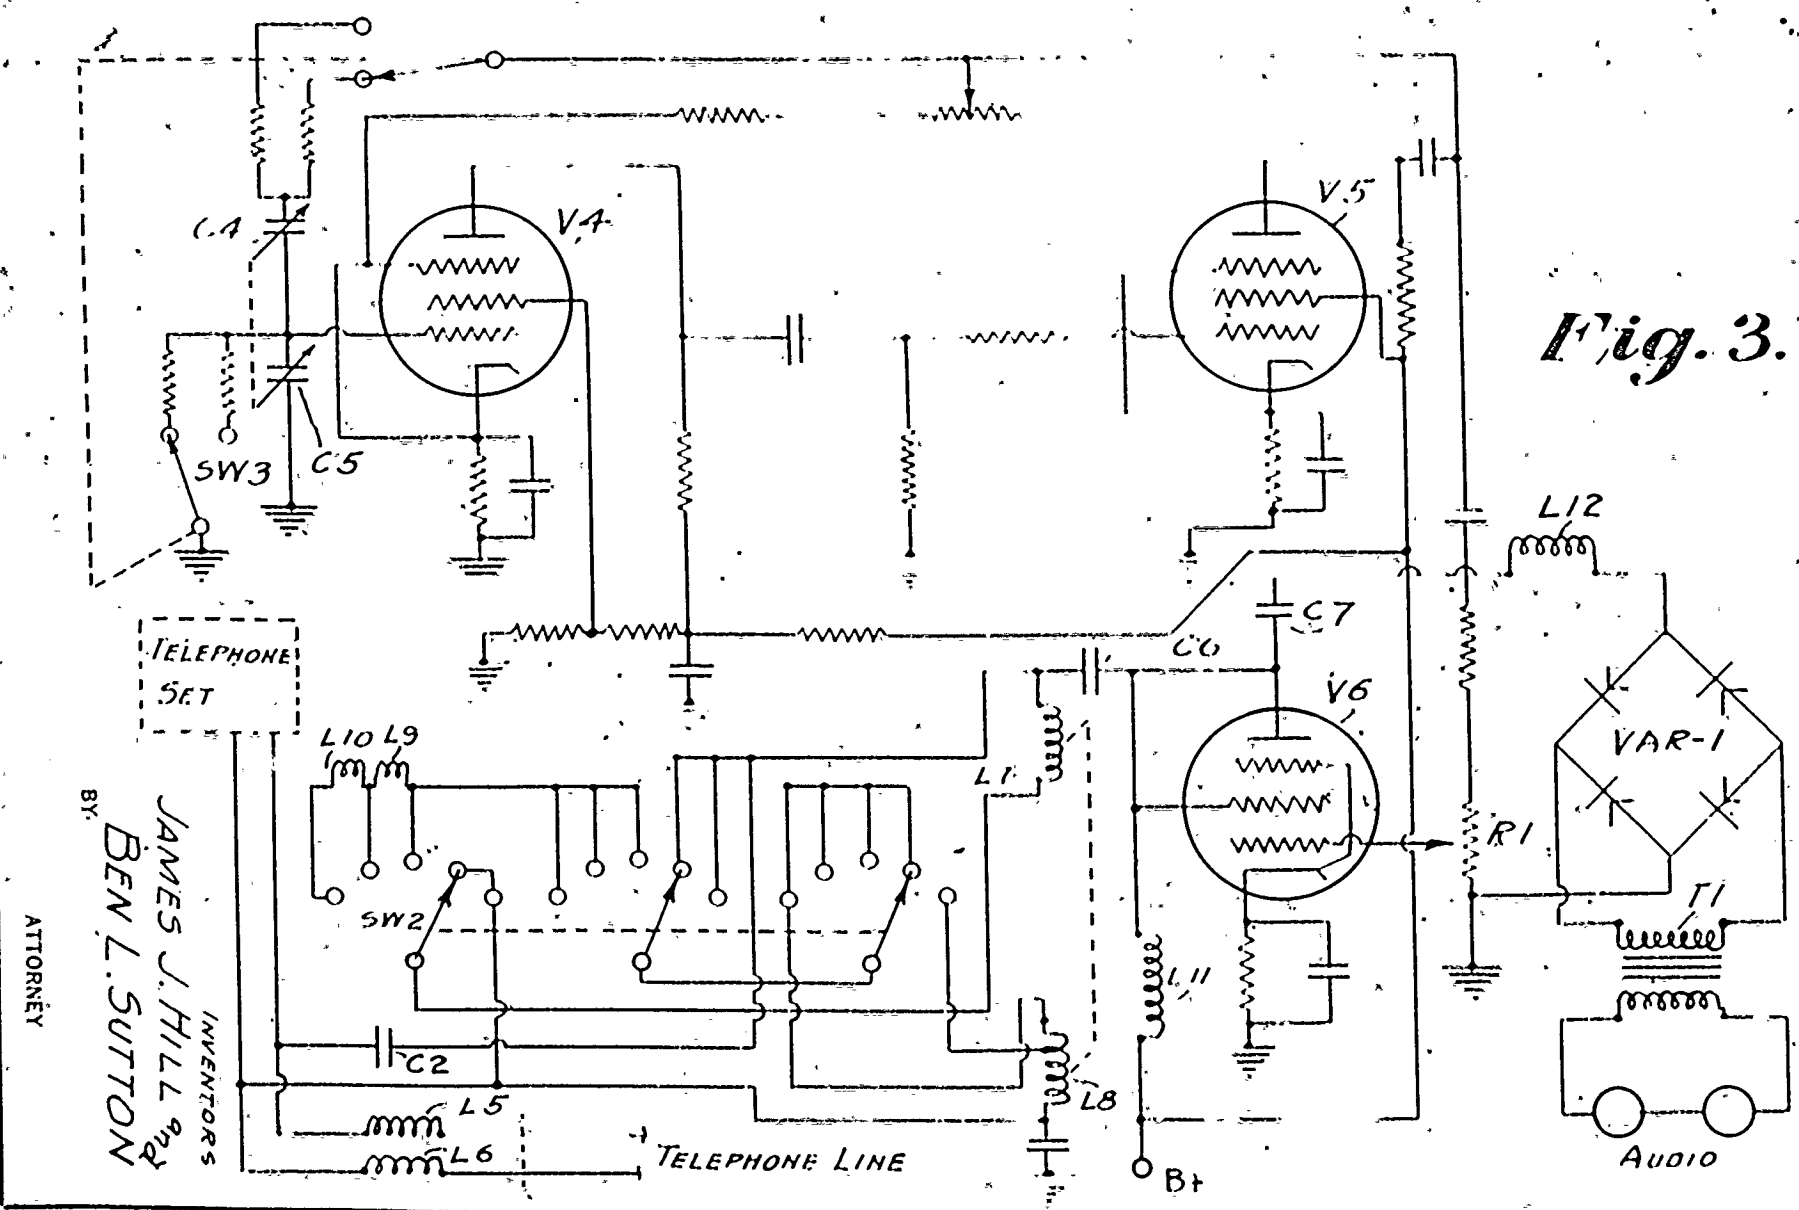 C4
V4
V5
Fig. 3.
SW3
C5
L12
C7
C6
TELEPHONE
SET
V6
VAR-1
L10 L9
L7
R1
SW2
T1
L11
C2
L8
L5
L6
TELEPHONE LINE
B+
AUDIO
INVENTORS
JAMES J. HILL and
BEN L. SUTTON
BY.
ATTORNEY